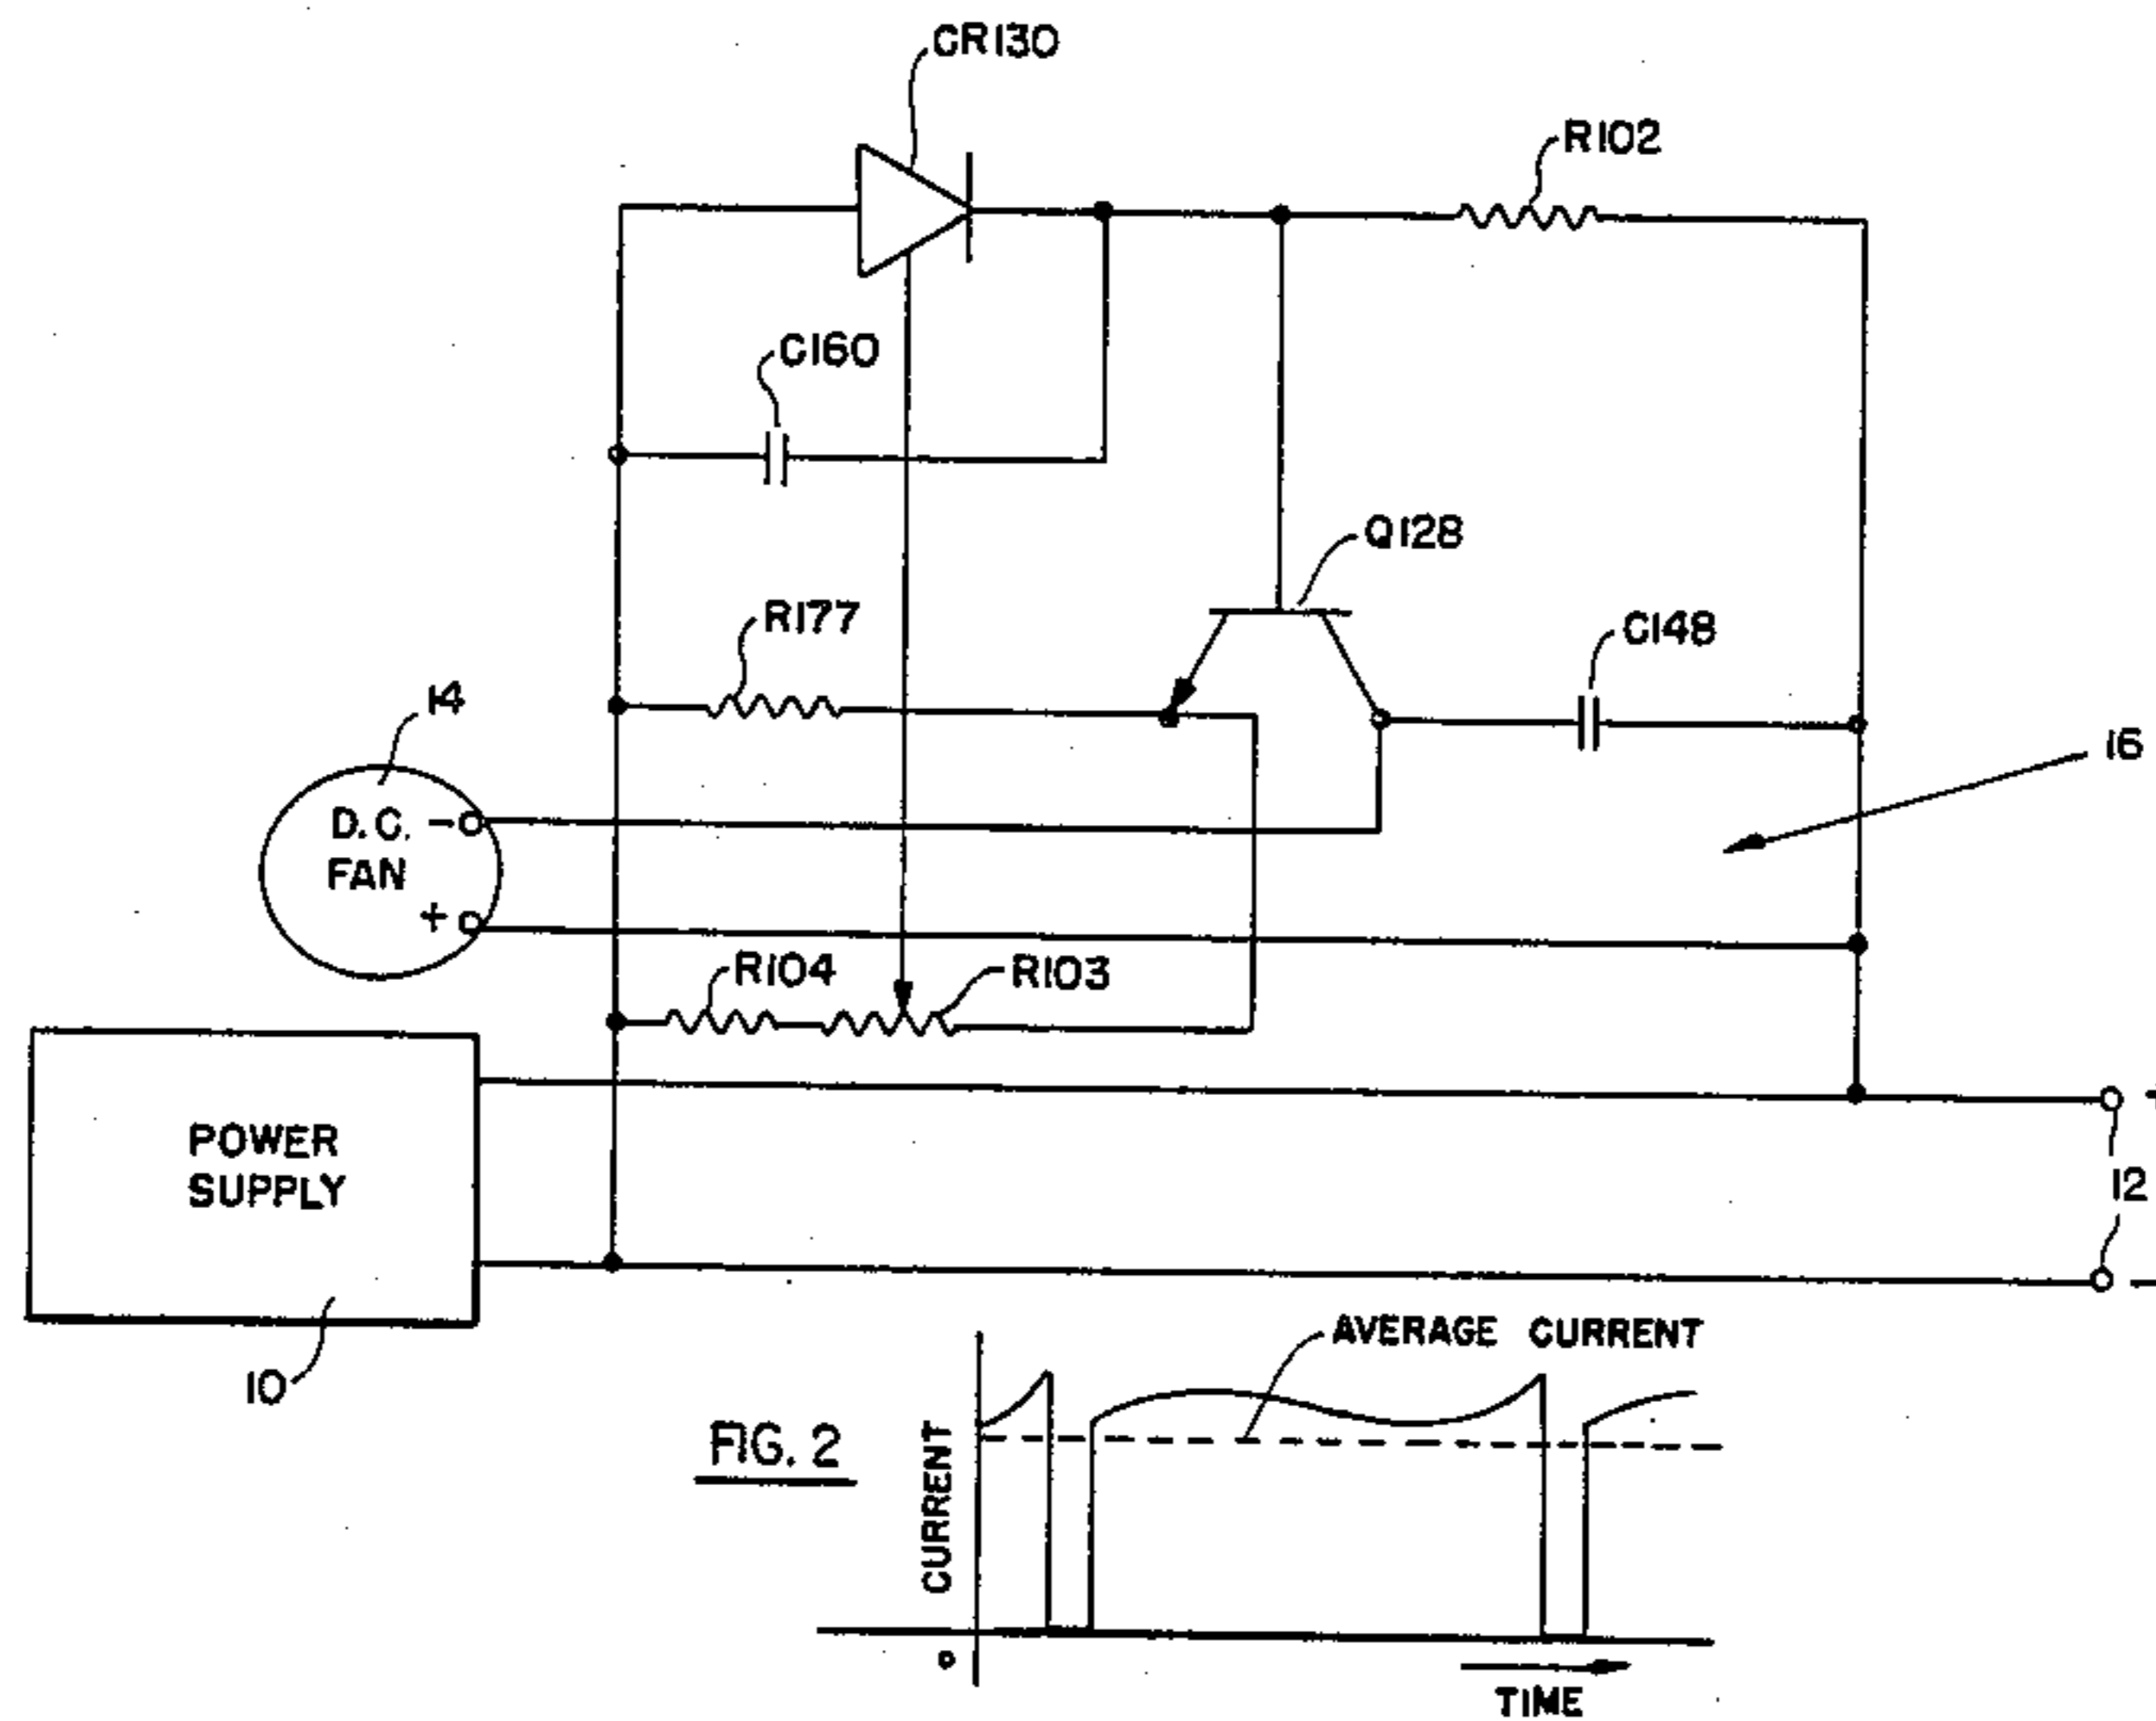 CR130
R102
C160
Q128
R177
C148
14
16
D.C. -
FAN
+
R104
R103
+
POWER
SUPPLY
12
-
10
AVERAGE CURRENT
FIG. 2
CURRENT
0
TIME